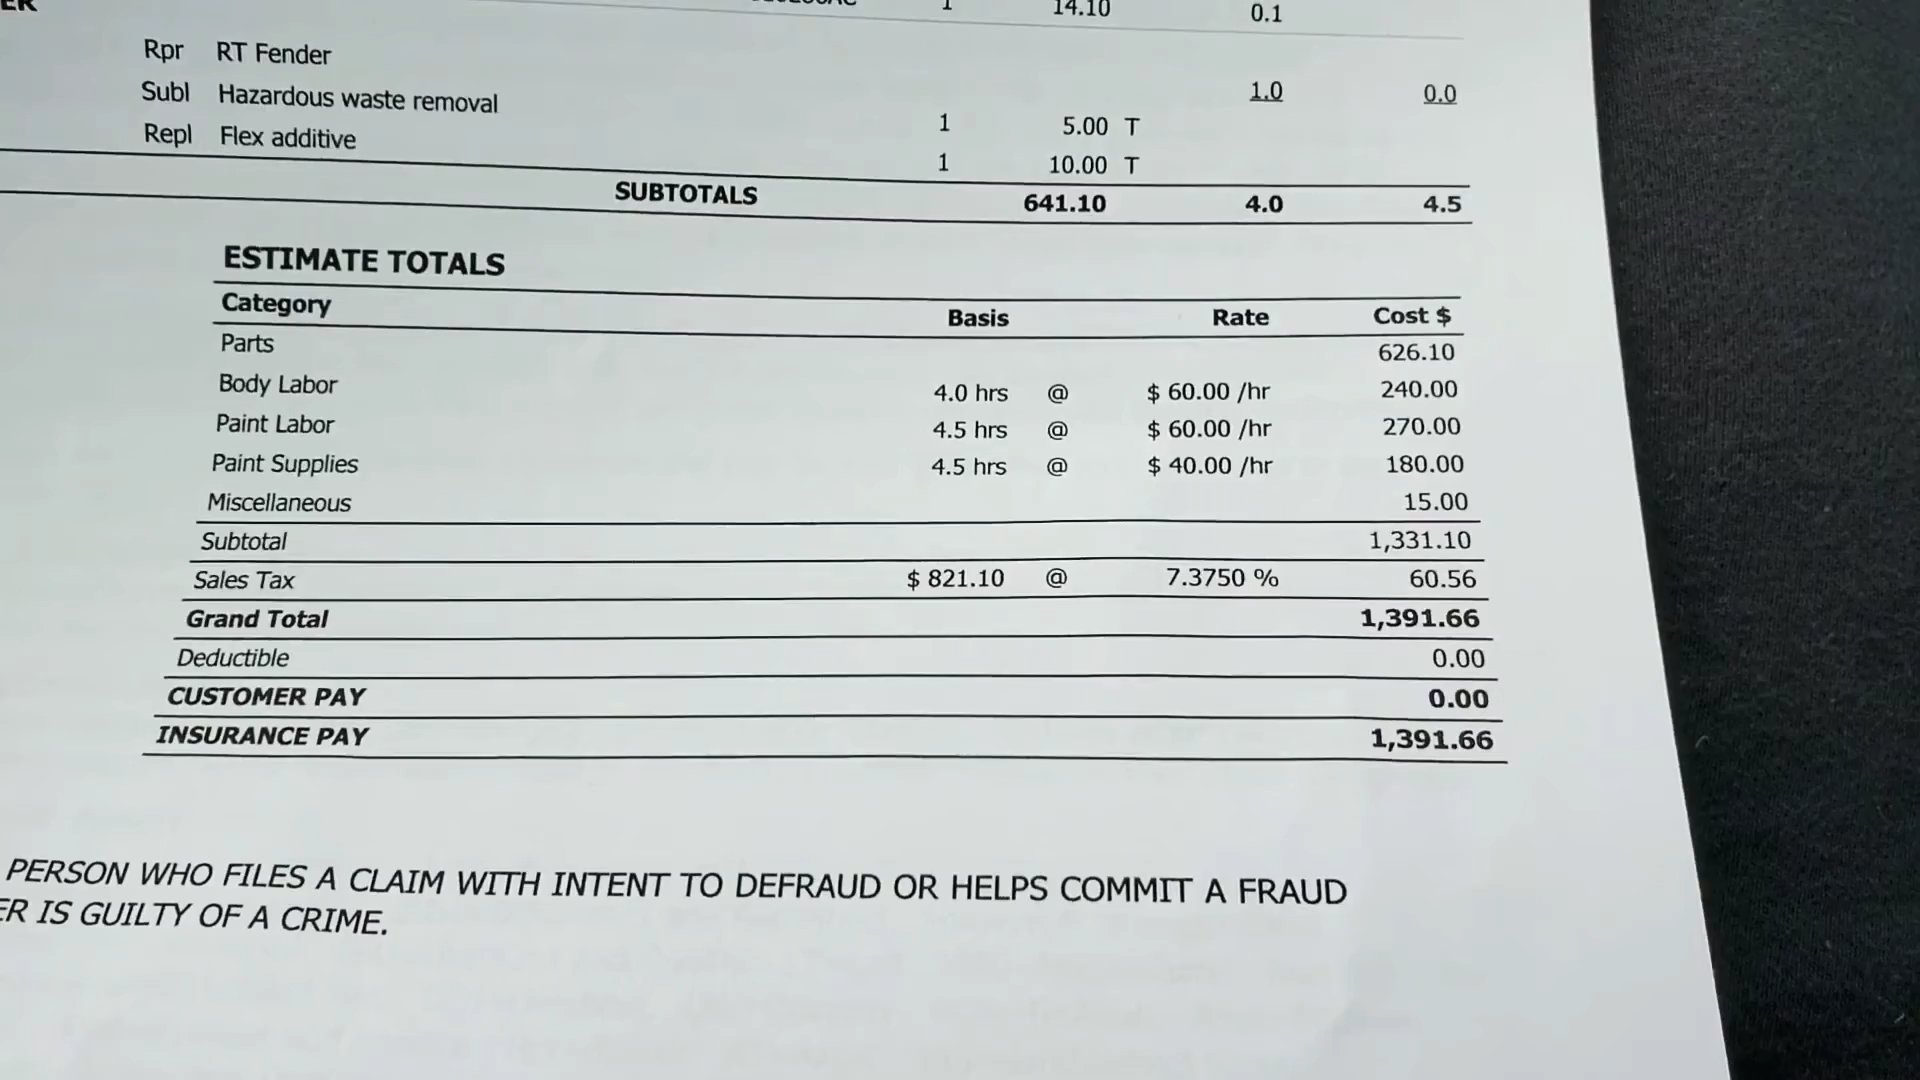 1 14.10 0.1
Rpr RT Fender 1.0 0.0
Subl Hazardous waste removal 1 5.00 T
Repl Flex additive 1 10.00 T
SUBTOTALS 641.10 4.0 4.5
ESTIMATE TOTALS
Category Basis Rate Cost $
Parts 626.10
Body Labor 4.0 hrs @ $ 60.00 /hr 240.00
Paint Labor 4.5 hrs @ $ 60.00 /hr 270.00
Paint Supplies 4.5 hrs @ $ 40.00 /hr 180.00
Miscellaneous 15.00
Subtotal 1,331.10
Sales Tax $ 821.10 @ 7.3750 % 60.56
Grand Total 1,391.66
Deductible 0.00
CUSTOMER PAY 0.00
INSURANCE PAY 1,391.66
PERSON WHO FILES A CLAIM WITH INTENT TO DEFRAUD OR HELPS COMMIT A FRAUD
ER IS GUILTY OF A CRIME.